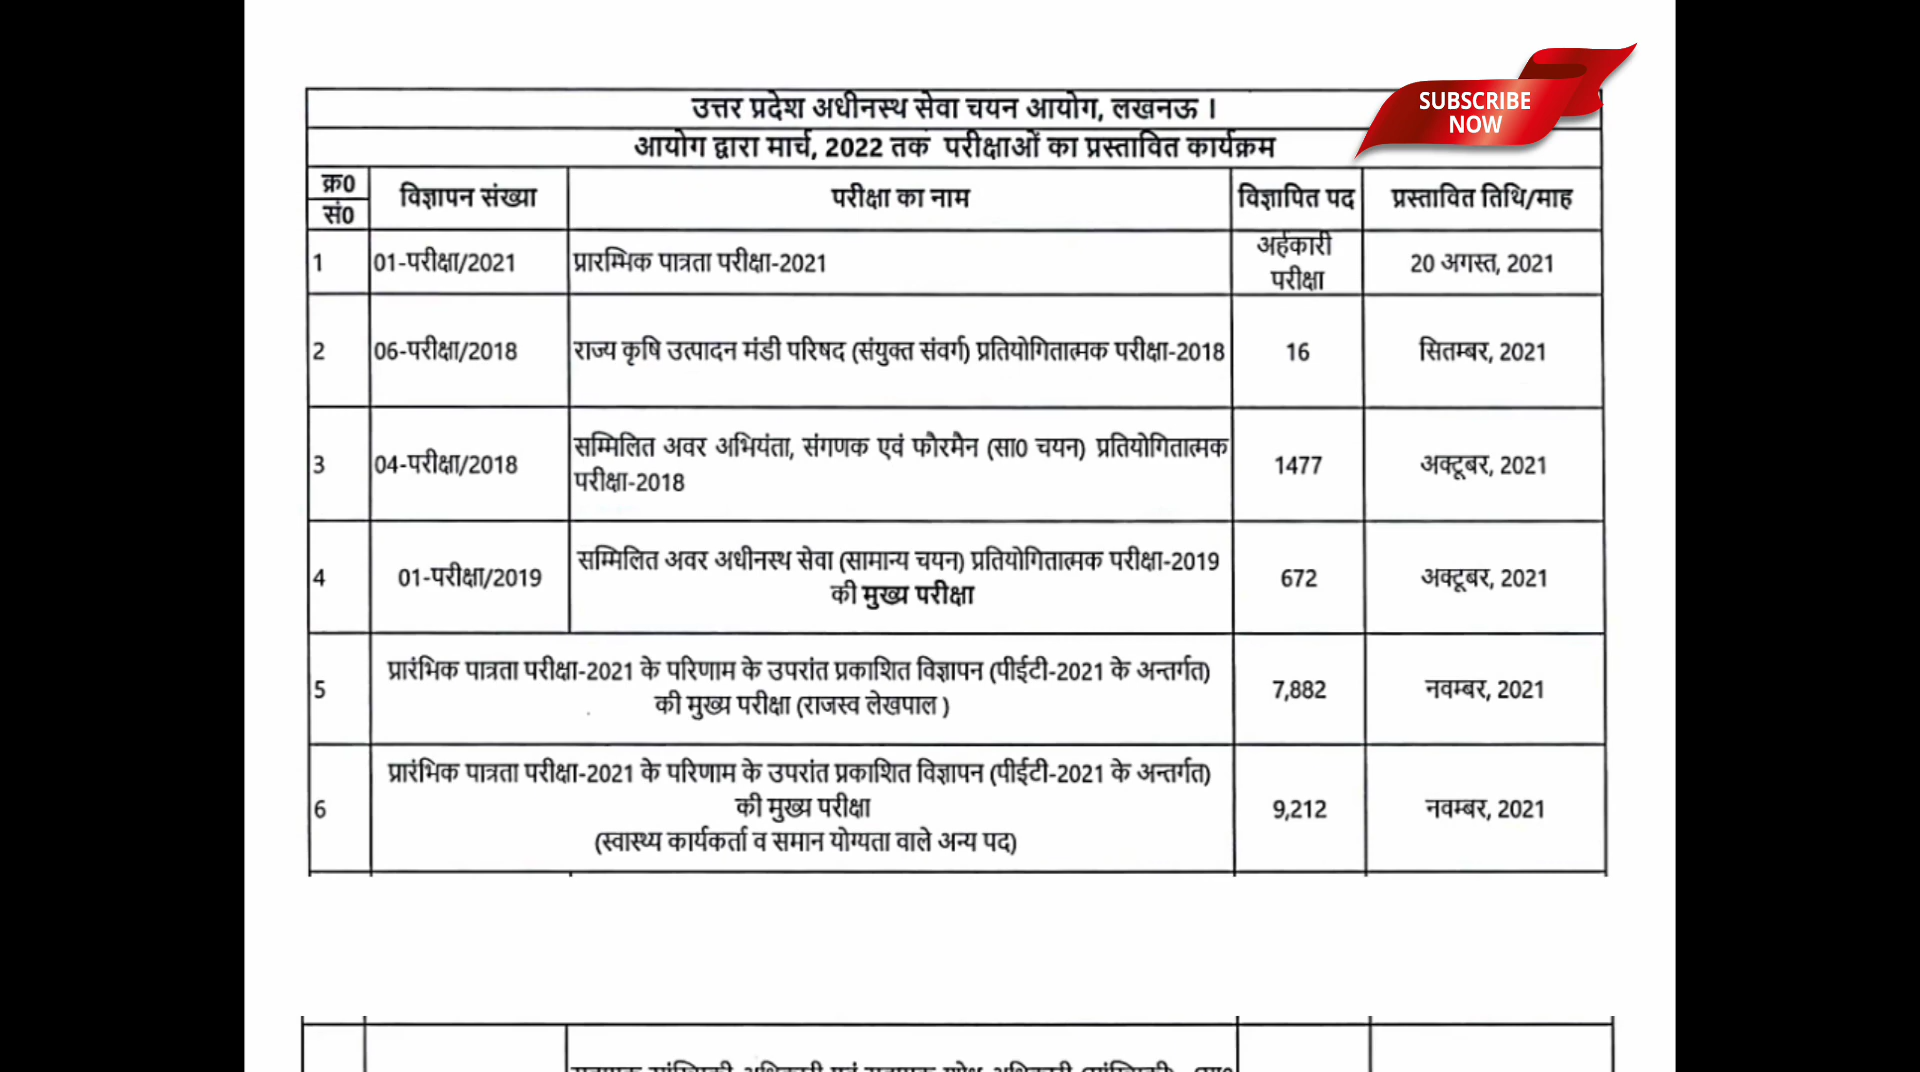 उत्तर प्रदेश अधीनस्थ सेवा चयन आयोग, लखनऊ ।
SUBSCRIBE
NOW
आयोग द्वारा मार्च, 2022 तक परीक्षाओं का प्रस्तावित कार्यक्रम
क्र0
सं0
विज्ञापन संख्या
परीक्षा का नाम
विज्ञापित पद
प्रस्तावित तिथि/माह
1
01-परीक्षा/2021
प्रारम्भिक पात्रता परीक्षा-2021
अर्हकारी
परीक्षा
20 अगस्त, 2021
2
06-परीक्षा/2018
राज्य कृषि उत्पादन मंडी परिषद (संयुक्त संवर्ग) प्रतियोगितात्मक परीक्षा-2018
16
सितम्बर, 2021
3
04-परीक्षा/2018
सम्मिलित अवर अभियंता, संगणक एवं फौरमैन (सा0 चयन) प्रतियोगितात्मक
परीक्षा-2018
1477
अक्टूबर, 2021
4
01-परीक्षा/2019
सम्मिलित अवर अधीनस्थ सेवा (सामान्य चयन) प्रतियोगितात्मक परीक्षा-2019
की मुख्य परीक्षा
672
अक्टूबर, 2021
5
प्रारंभिक पात्रता परीक्षा-2021 के परिणाम के उपरांत प्रकाशित विज्ञापन (पीईटी-2021 के अन्तर्गत)
की मुख्य परीक्षा (राजस्व लेखपाल )
7,882
नवम्बर, 2021
6
प्रारंभिक पात्रता परीक्षा-2021 के परिणाम के उपरांत प्रकाशित विज्ञापन (पीईटी-2021 के अन्तर्गत)
की मुख्य परीक्षा
(स्वास्थ्य कार्यकर्ता व समान योग्यता वाले अन्य पद)
9,212
नवम्बर, 2021